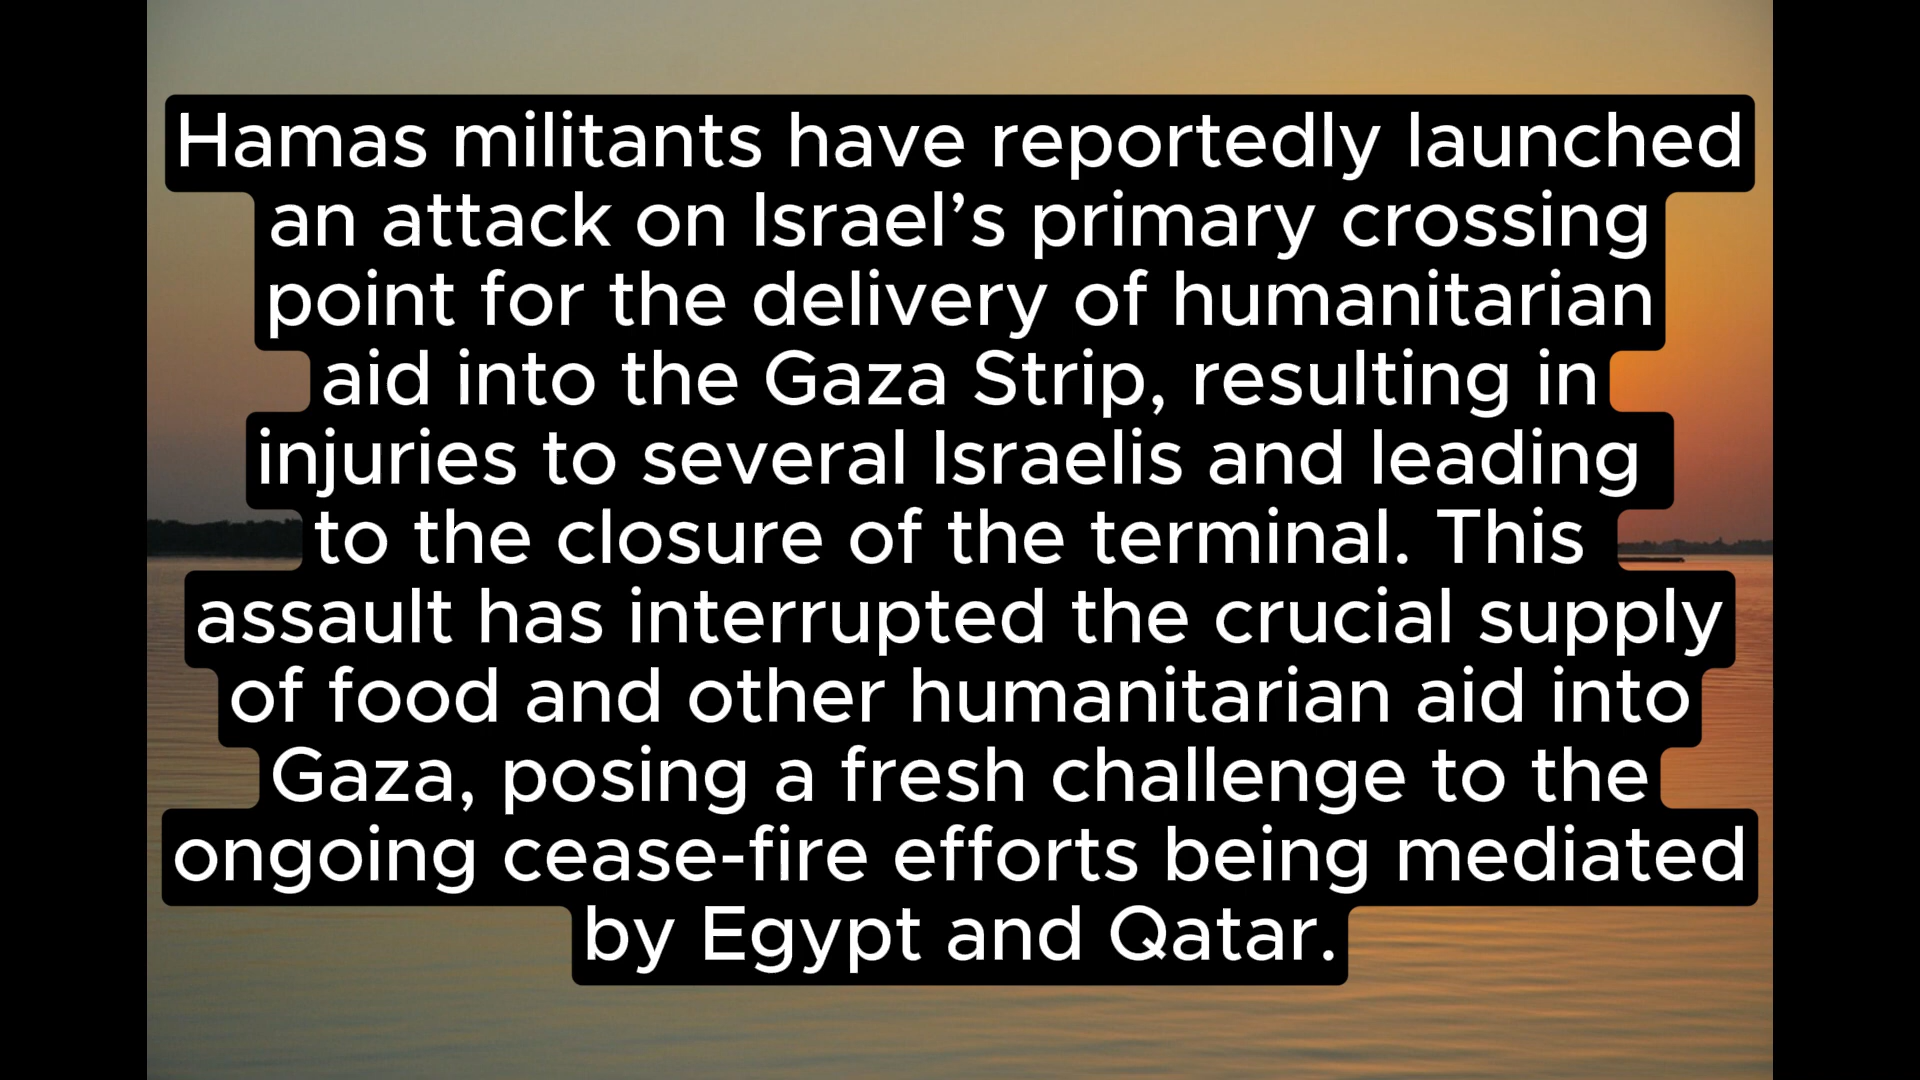 Hamas militants have reportedly launched
an attack on Israel’s primary crossing
point for the delivery of humanitarian
aid into the Gaza Strip, resulting in
injuries to several Israelis and leading
to the closure of the terminal. This
assault has interrupted the crucial supply
of food and other humanitarian aid into
Gaza, posing a fresh challenge to the
ongoing cease-fire efforts being mediated
by Egypt and Qatar.